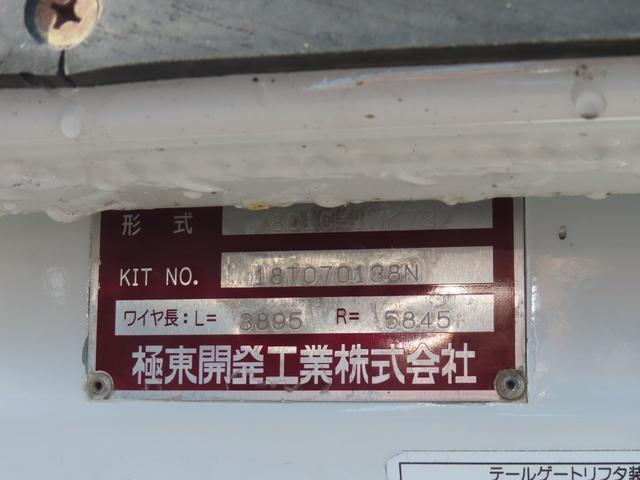 形式
KIT NO. 18T070138N
ワイヤ長:L= 3895 R= 5845
極東開発工業株式会社
テールゲートリフタ装